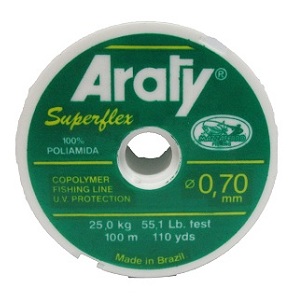 Araty®
Superflex
100%
POLIAMIDA
COPOLYMER
FISHING LINE
U.V. PROTECTION
ø 0,70
mm
25,0 kg 55,1 Lb. test
100 m 110 yds
Made in Brazil